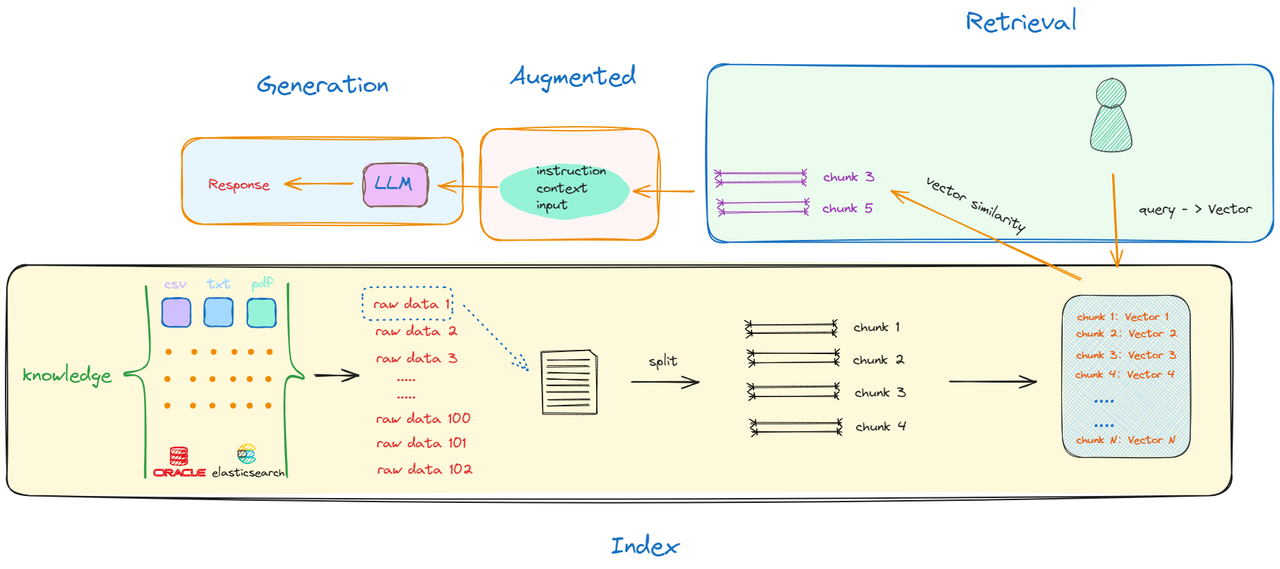 Retrieval
Augmented
Generation
instruction
context
input
LLM
Response
chunk 3
chunk 5
vector similarity
query - > Vector
csv txt pdf
knowledge
ORACLE
elasticsearch
raw data 1
raw data 2
raw data 3
.....
.....
raw data 100
raw data 101
raw data 102
split
chunk 1
chunk 2
chunk 3
chunk 4
chunk 1: Vector 1
chunk 2: Vector 2
chunk 3: Vector 3
chunk 4: Vector 4
....
....
chunk N: Vector N
Index